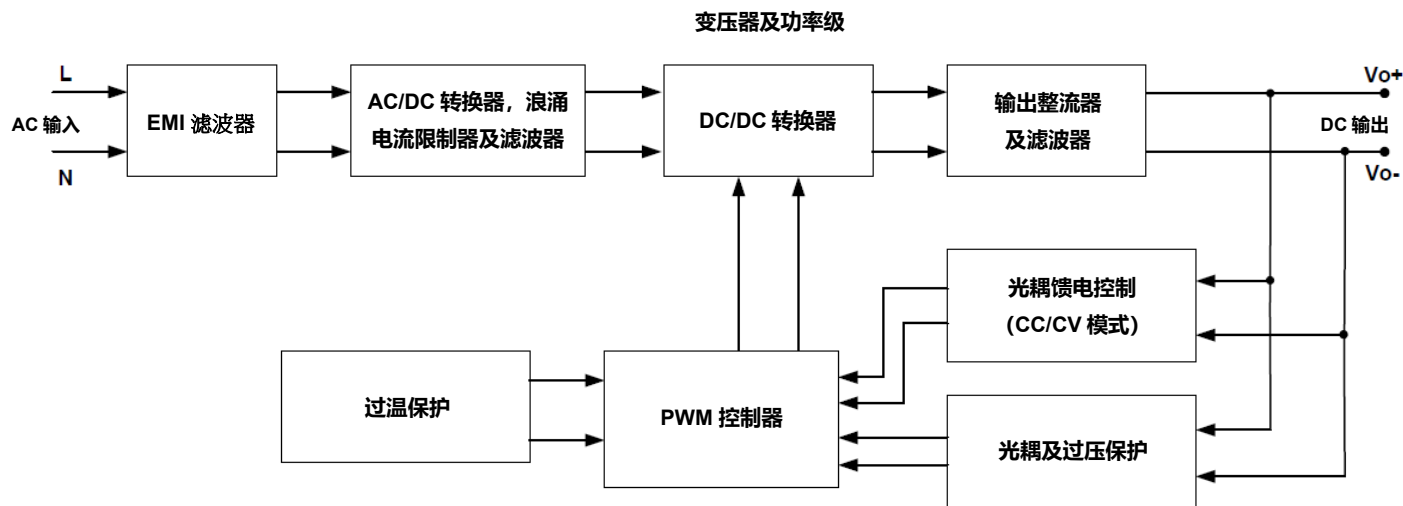 变压器及功率级
L
AC 输入
N
EMI 滤波器
AC/DC 转换器，浪涌
电流限制器及滤波器
DC/DC 转换器
输出整流器
及滤波器
Vo+
DC 输出
Vo-
光耦馈电控制
（CC/CV 模式）
过温保护
PWM 控制器
光耦及过压保护